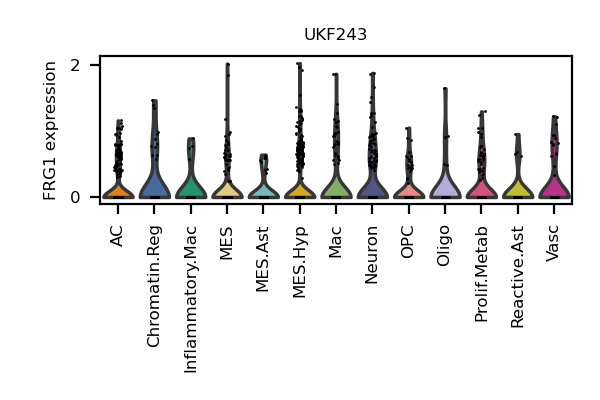 UKF243
FRG1 expression
2
0
AC
Chromatin.Reg
Inflammatory.Mac
MES
MES.Ast
MES.Hyp
Mac
Neuron
OPC
Oligo
Prolif.Metab
Reactive.Ast
Vasc